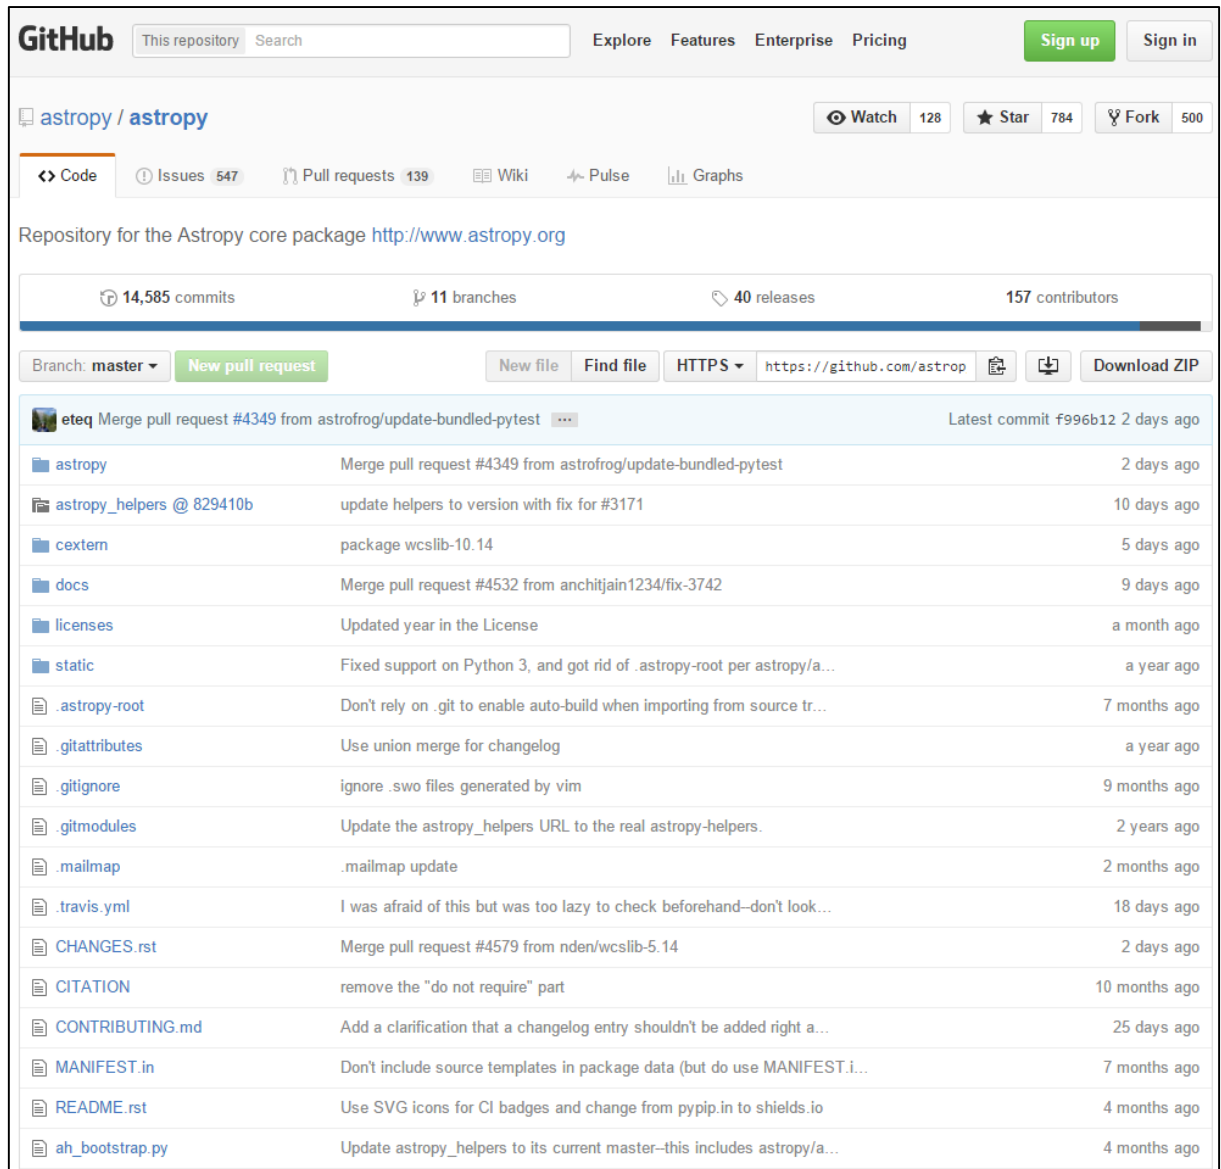 GitHub This repository Search Explore Features Enterprise Pricing Sign up Sign in
astropy / astropy Watch 128 Star 784 Fork 500
Code Issues 547 Pull requests 139 Wiki Pulse Graphs
Repository for the Astropy core package http://www.astropy.org
14,585 commits 11 branches 40 releases 157 contributors
Branch: master New pull request New file Find file HTTPS https://github.com/astrop Download ZIP
eteq Merge pull request #4349 from astrofrog/update-bundled-pytest ... Latest commit f996b12 2 days ago
astropy Merge pull request #4349 from astrofrog/update-bundled-pytest 2 days ago
astropy_helpers @ 829410b update helpers to version with fix for #3171 10 days ago
cextern package wcslib-10.14 5 days ago
docs Merge pull request #4532 from anchitjain1234/fix-3742 9 days ago
licenses Updated year in the License a month ago
static Fixed support on Python 3, and got rid of .astropy-root per astropy/a... a year ago
.astropy-root Don't rely on .git to enable auto-build when importing from source tr... 7 months ago
.gitattributes Use union merge for changelog a year ago
.gitignore ignore .swo files generated by vim 9 months ago
.gitmodules Update the astropy_helpers URL to the real astropy-helpers. 2 years ago
.mailmap .mailmap update 2 months ago
.travis.yml I was afraid of this but was too lazy to check beforehand--don't look... 18 days ago
CHANGES.rst Merge pull request #4579 from nden/wcslib-5.14 2 days ago
CITATION remove the "do not require" part 10 months ago
CONTRIBUTING.md Add a clarification that a changelog entry shouldn't be added right a... 25 days ago
MANIFEST.in Don't include source templates in package data (but do use MANIFEST.i... 7 months ago
README.rst Use SVG icons for CI badges and change from pypip.in to shields.io 4 months ago
ah_bootstrap.py Update astropy_helpers to its current master--this includes astropy/a... 4 months ago